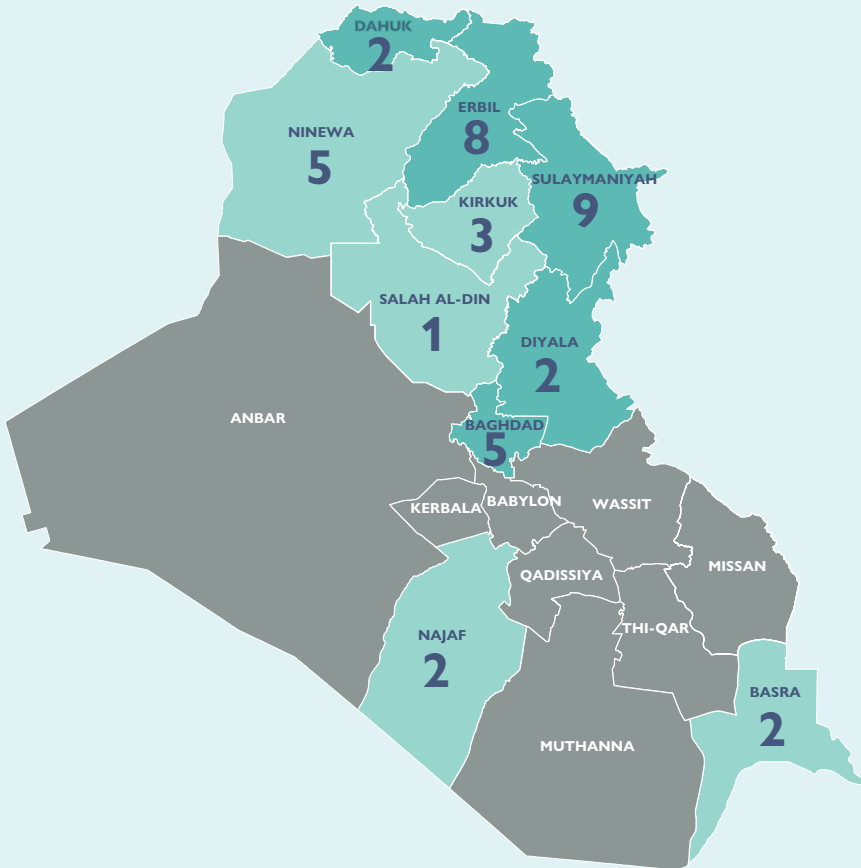 DAHUK
2
ERBIL
8
NINEWA
5
SULAYMANIYAH
9
KIRKUK
3
SALAH AL-DIN
1
DIYALA
2
ANBAR
BAGHDAD
5
KERBALA
BABYLON
WASSIT
QADISSIYA
MISSAN
NAJAF
2
THI-QAR
BASRA
2
MUTHANNA